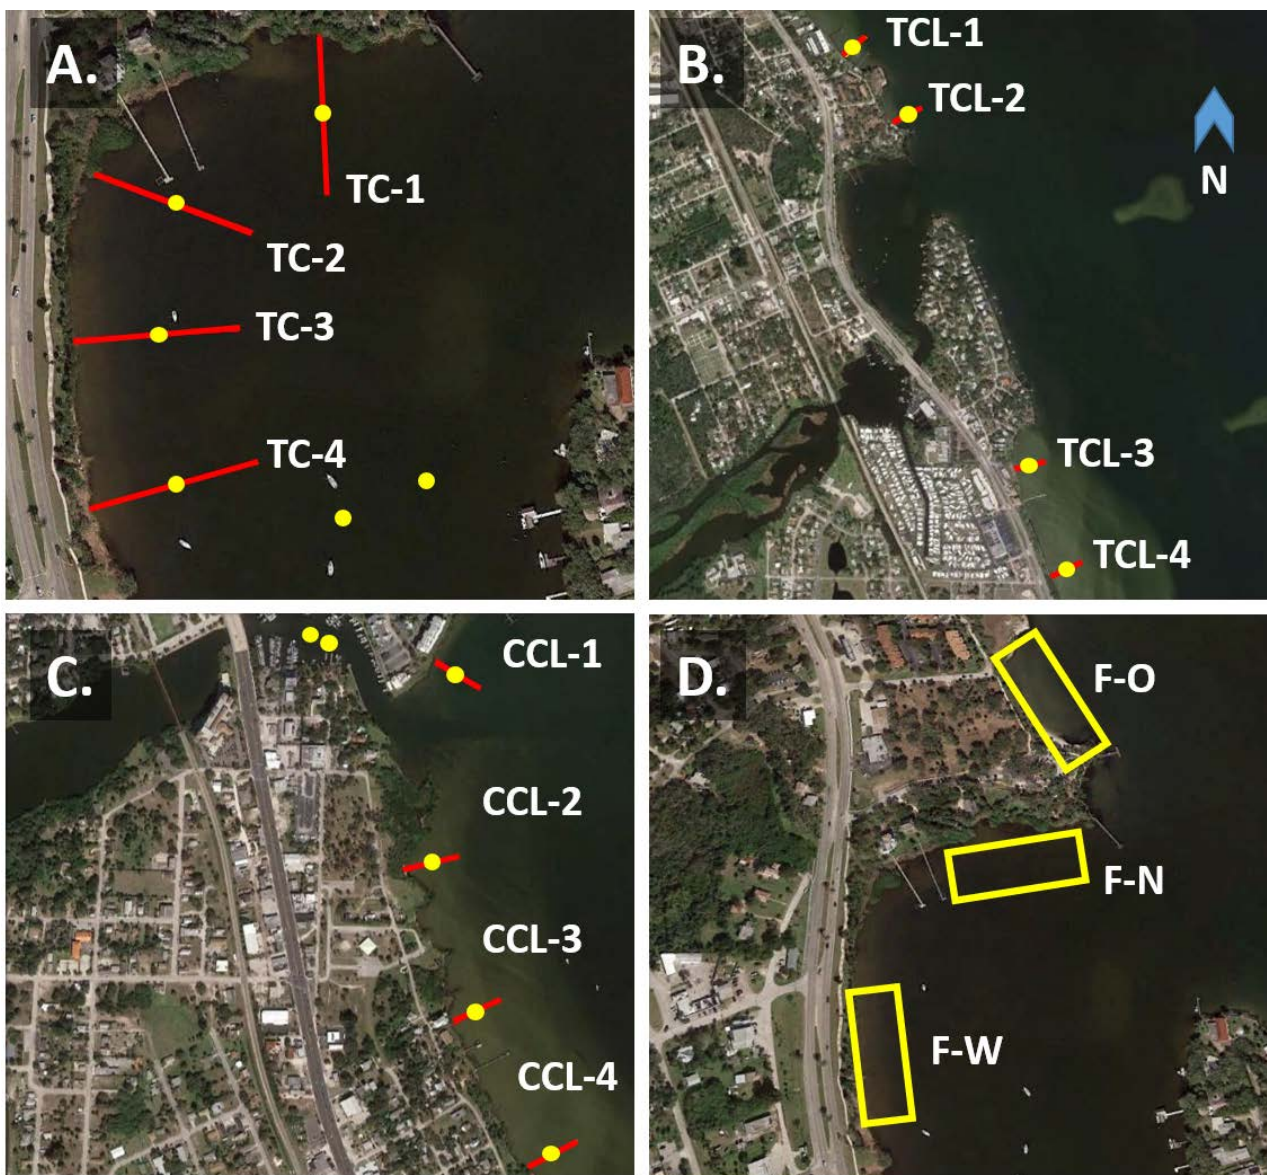 A.
TC-1
TC-2
TC-3
TC-4
B.
TCL-1
TCL-2
N
TCL-3
TCL-4
C.
CCL-1
CCL-2
CCL-3
CCL-4
D.
F-O
F-N
F-W